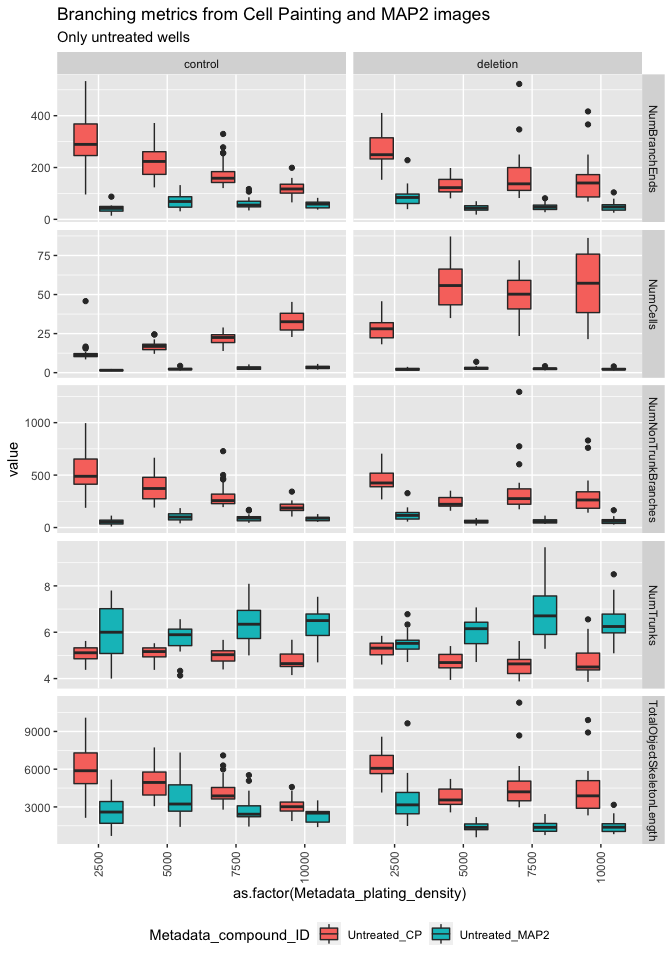 Branching metrics from Cell Painting and MAP2 images
Only untreated wells
control
deletion
0
200
400
NumBranchEnds
0
25
50
75
NumCells
0
500
1000
NumNonTrunkBranches
4
6
8
NumTrunks
3000
6000
9000
TotalObjectSkeletonLength
value
2500
5000
7500
10000
2500
5000
7500
10000
as.factor(Metadata_plating_density)
Metadata_compound_ID
Untreated_CP
Untreated_MAP2